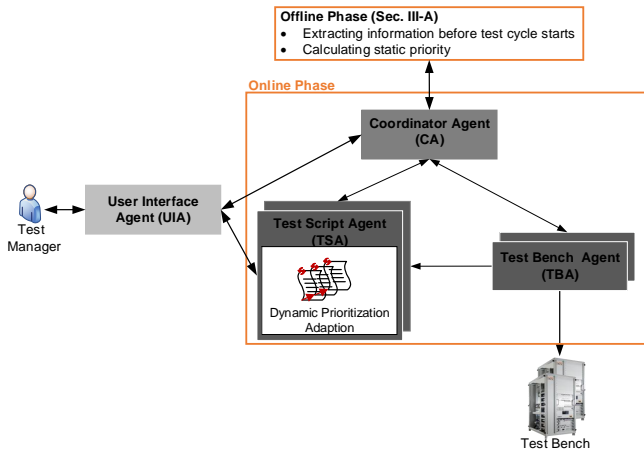 Offline Phase (Sec. III-A)
• Extracting information before test cycle starts
• Calculating static priority
Online Phase
Coordinator Agent
(CA)
User Interface
Agent (UIA)
Test
Manager
Test Script Agent
(TSA)
Dynamic Prioritization
Adaption
Test Bench Agent
(TBA)
Test Bench